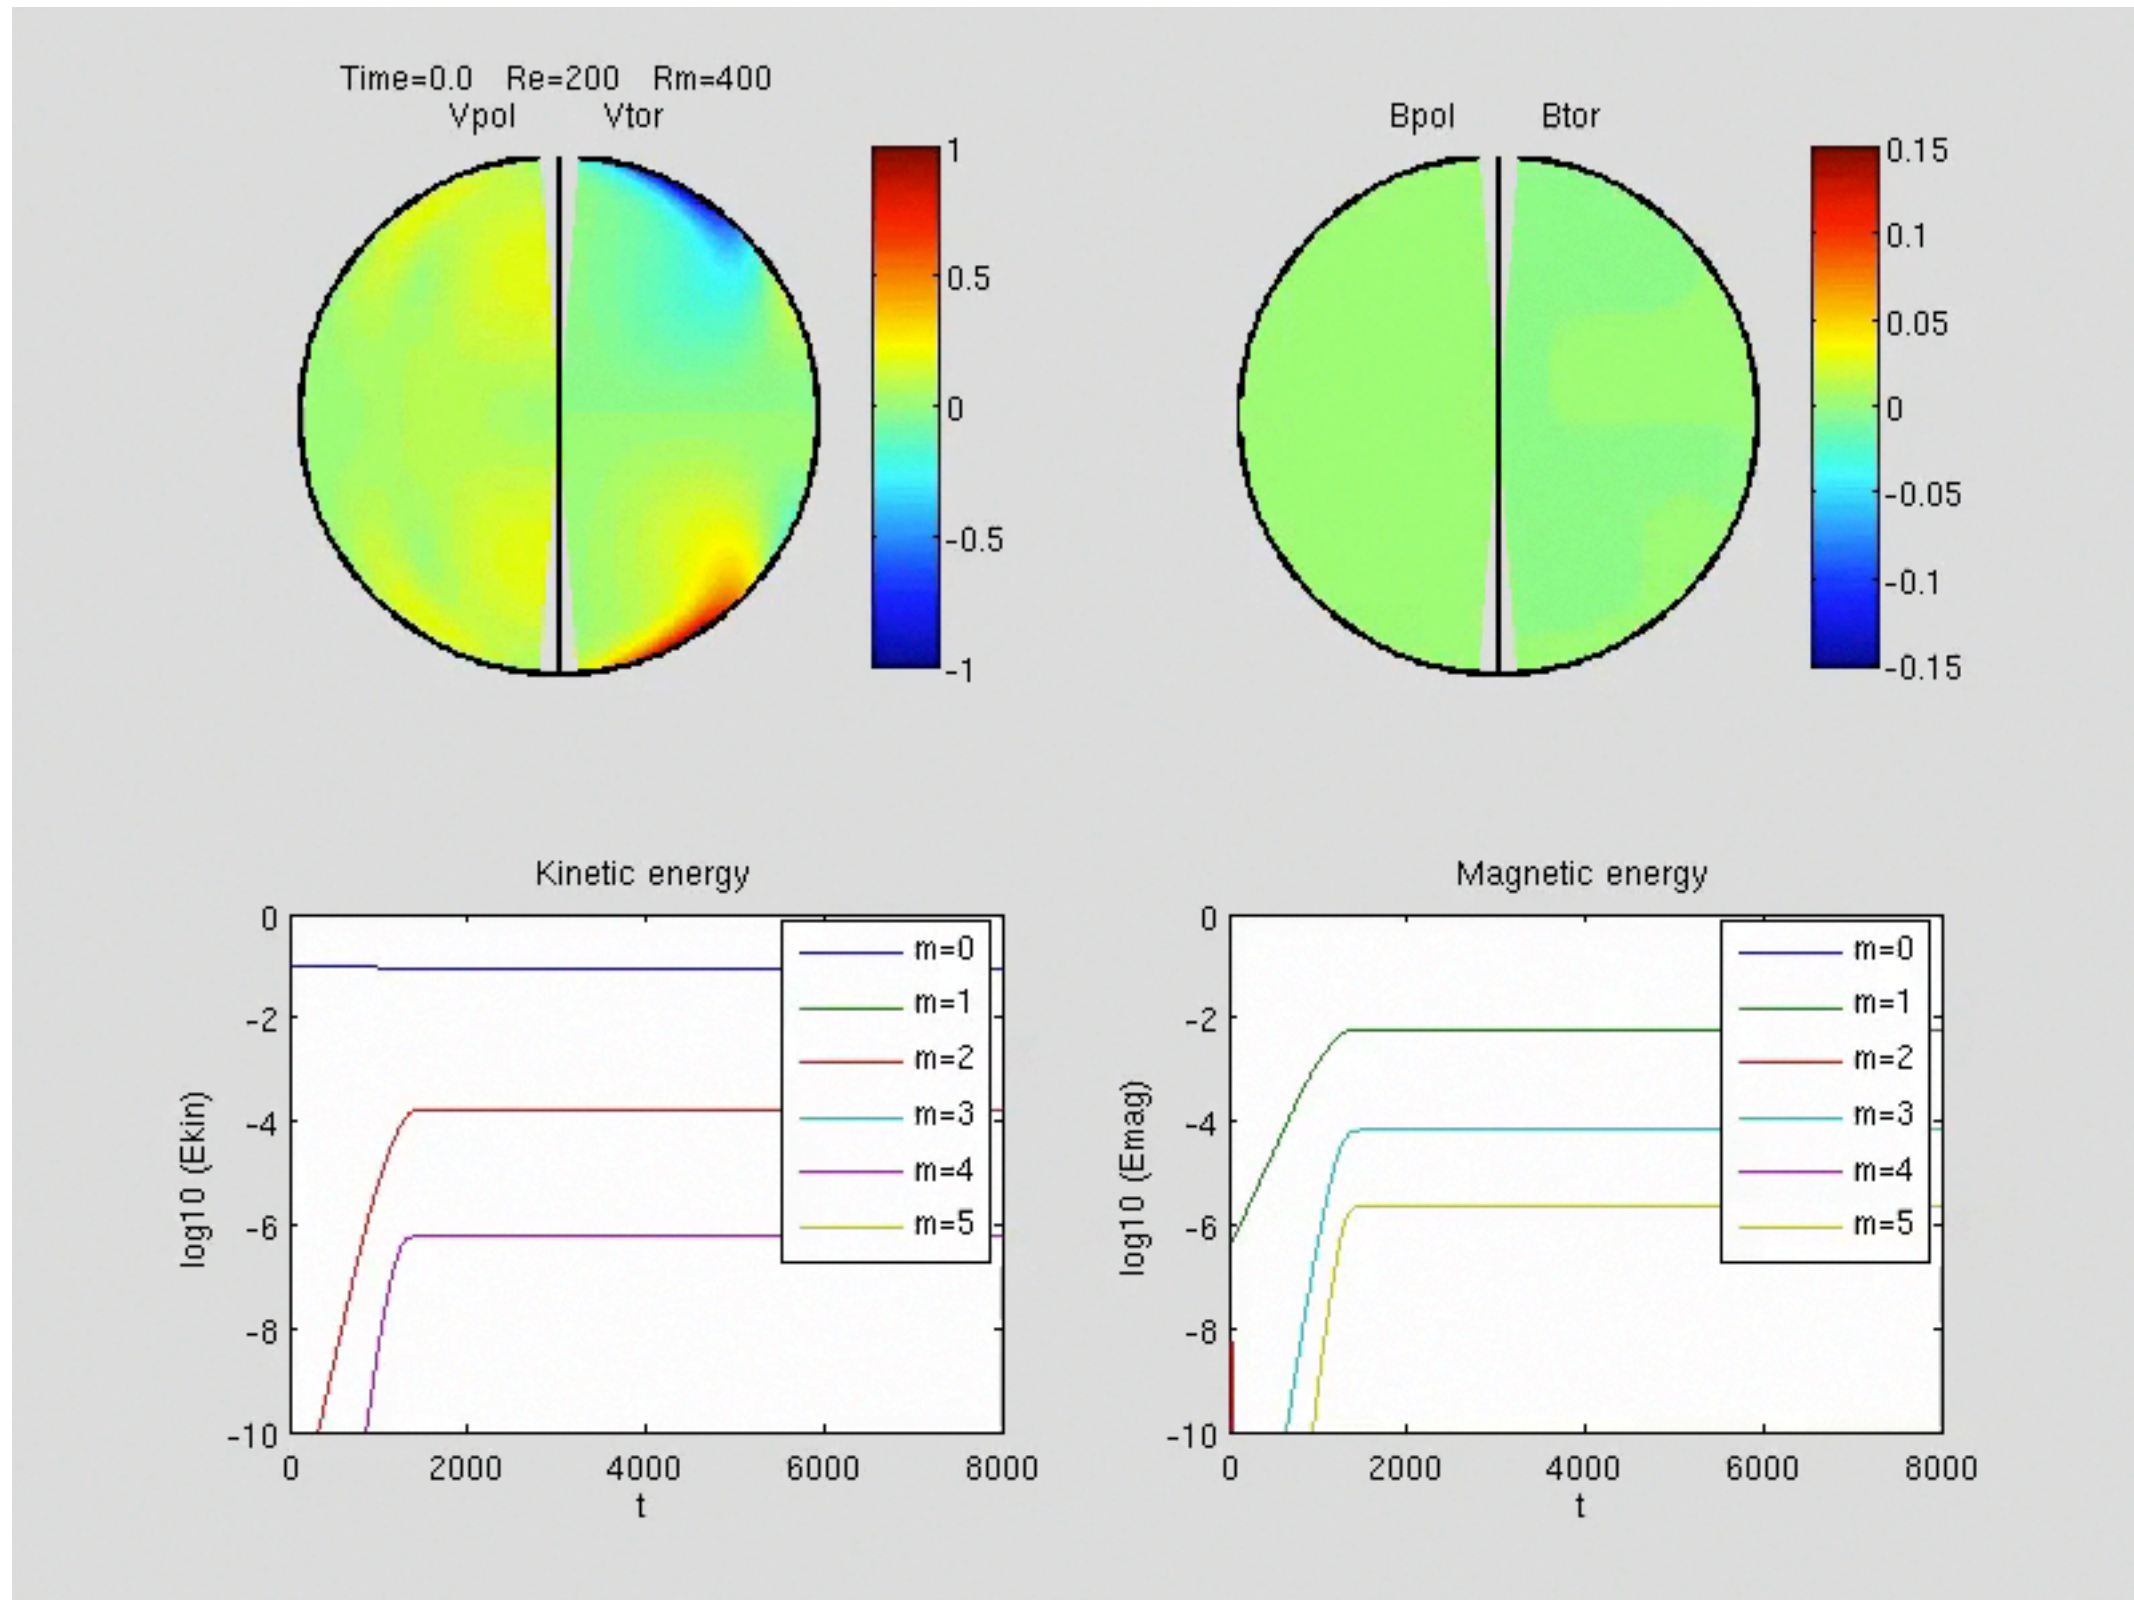 Time=0.0 Re=200 Rm=400
Vpol Vtor
1
0.5
0
-0.5
-1
Bpol Btor
0.15
0.1
0.05
0
-0.05
-0.1
-0.15
Kinetic energy
0
-2
-4
-6
-8
-10
log10 (Ekin)
m=0
m=1
m=2
m=3
m=4
m=5
0 2000 4000 6000 8000
t
Magnetic energy
0
-2
-4
-6
-8
-10
log10 (Emag)
m=0
m=1
m=2
m=3
m=4
m=5
0 2000 4000 6000 8000
t